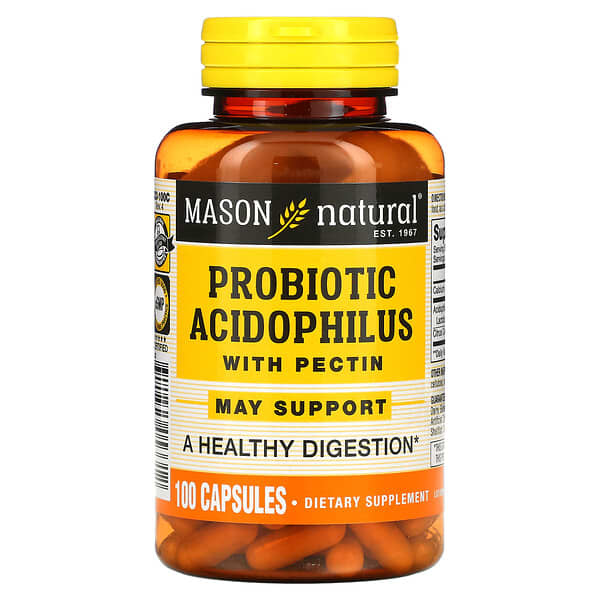 MASON natural®
EST. 1967
PROBIOTIC
ACIDOPHILUS
WITH PECTIN
MAY SUPPORT
A HEALTHY DIGESTION*
100 CAPSULES • DIETARY SUPPLEMENT